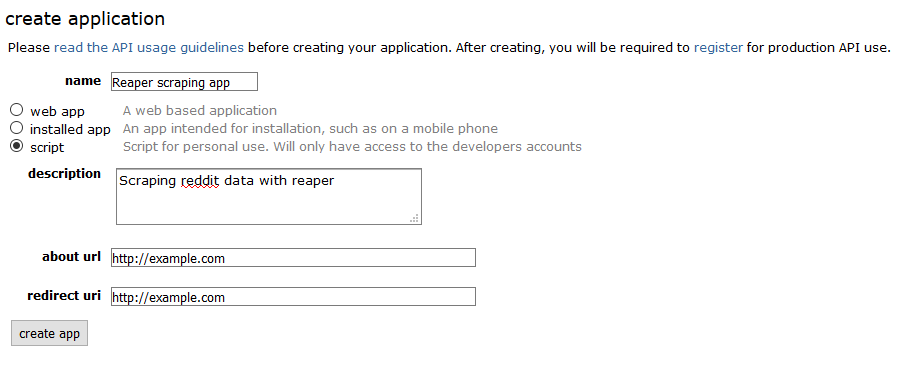 create application
Please read the API usage guidelines before creating your application. After creating, you will be required to register for production API use.
name Reaper scraping app
web app A web based application
installed app An app intended for installation, such as on a mobile phone
script Script for personal use. Will only have access to the developers accounts
description Scraping reddit data with reaper
about url http://example.com
redirect uri http://example.com
create app